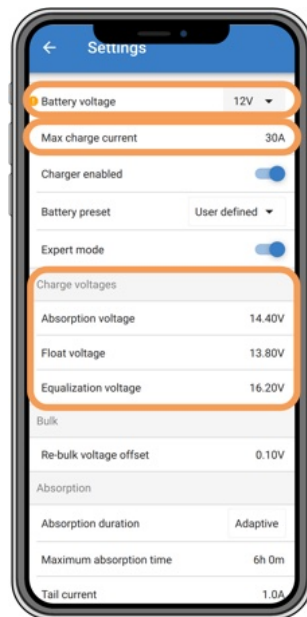 Settings
Battery voltage 12V
Max charge current 30A
Charger enabled
Battery preset User defined
Expert mode
Charge voltages
Absorption voltage 14.40V
Float voltage 13.80V
Equalization voltage 16.20V
Bulk
Re-bulk voltage offset 0.10V
Absorption
Absorption duration Adaptive
Maximum absorption time 6h 0m
Tail current 1.0A